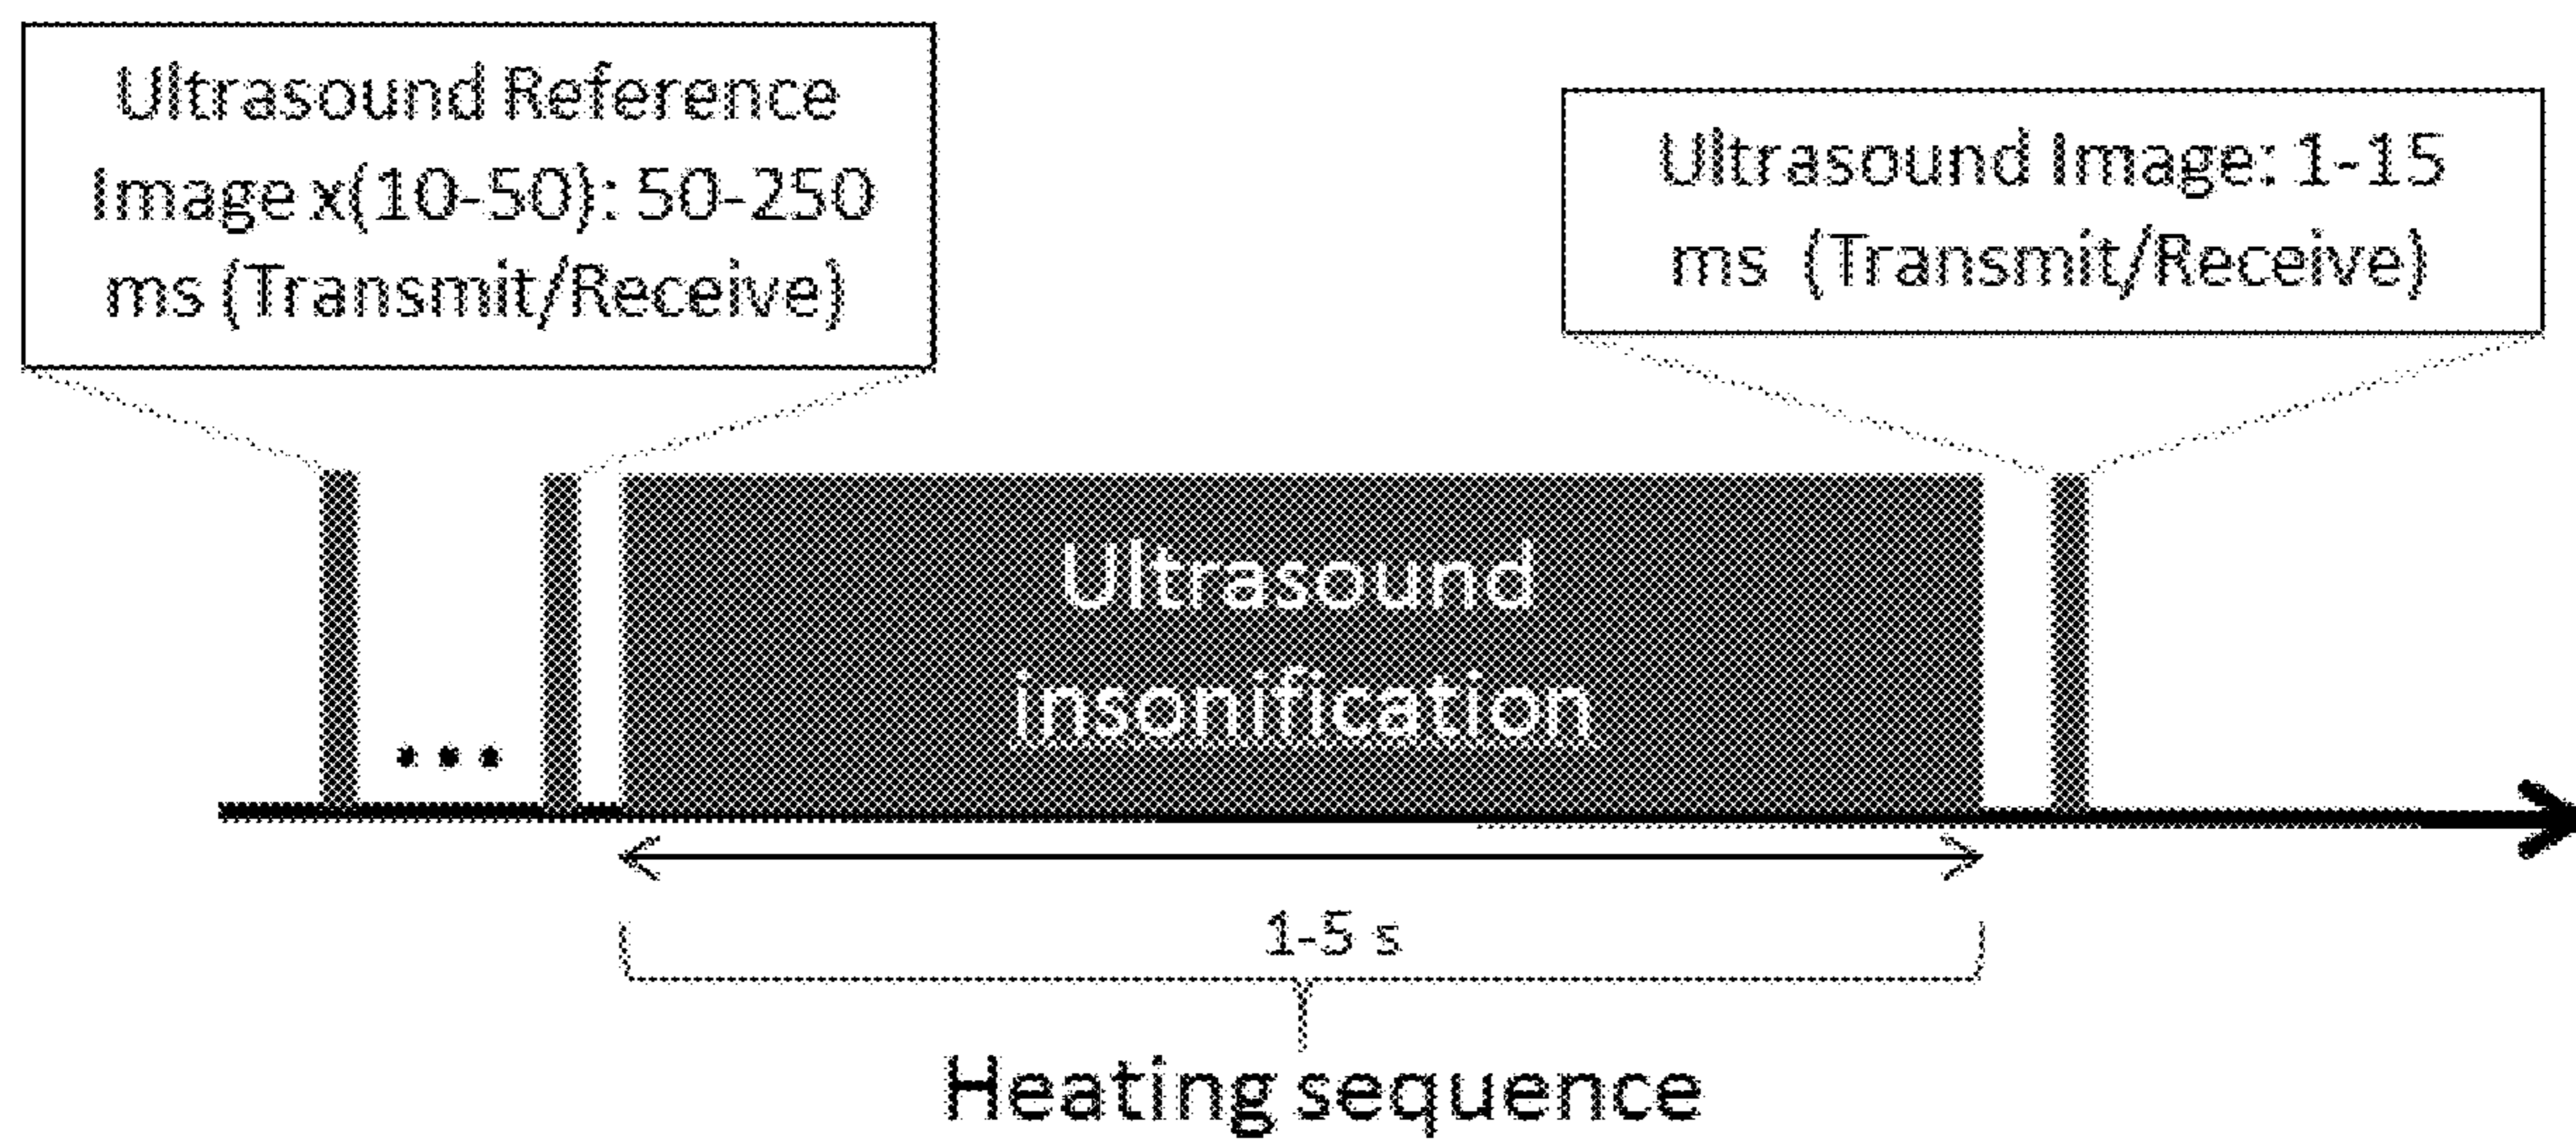 Ultrasound Reference
Image x(10-50): 50-250
ms (Transmit/Receive)
Ultrasound Image: 1-15
ms (Transmit/Receive)
Ultrasound
insonification
...
1-5 s
Heating sequence